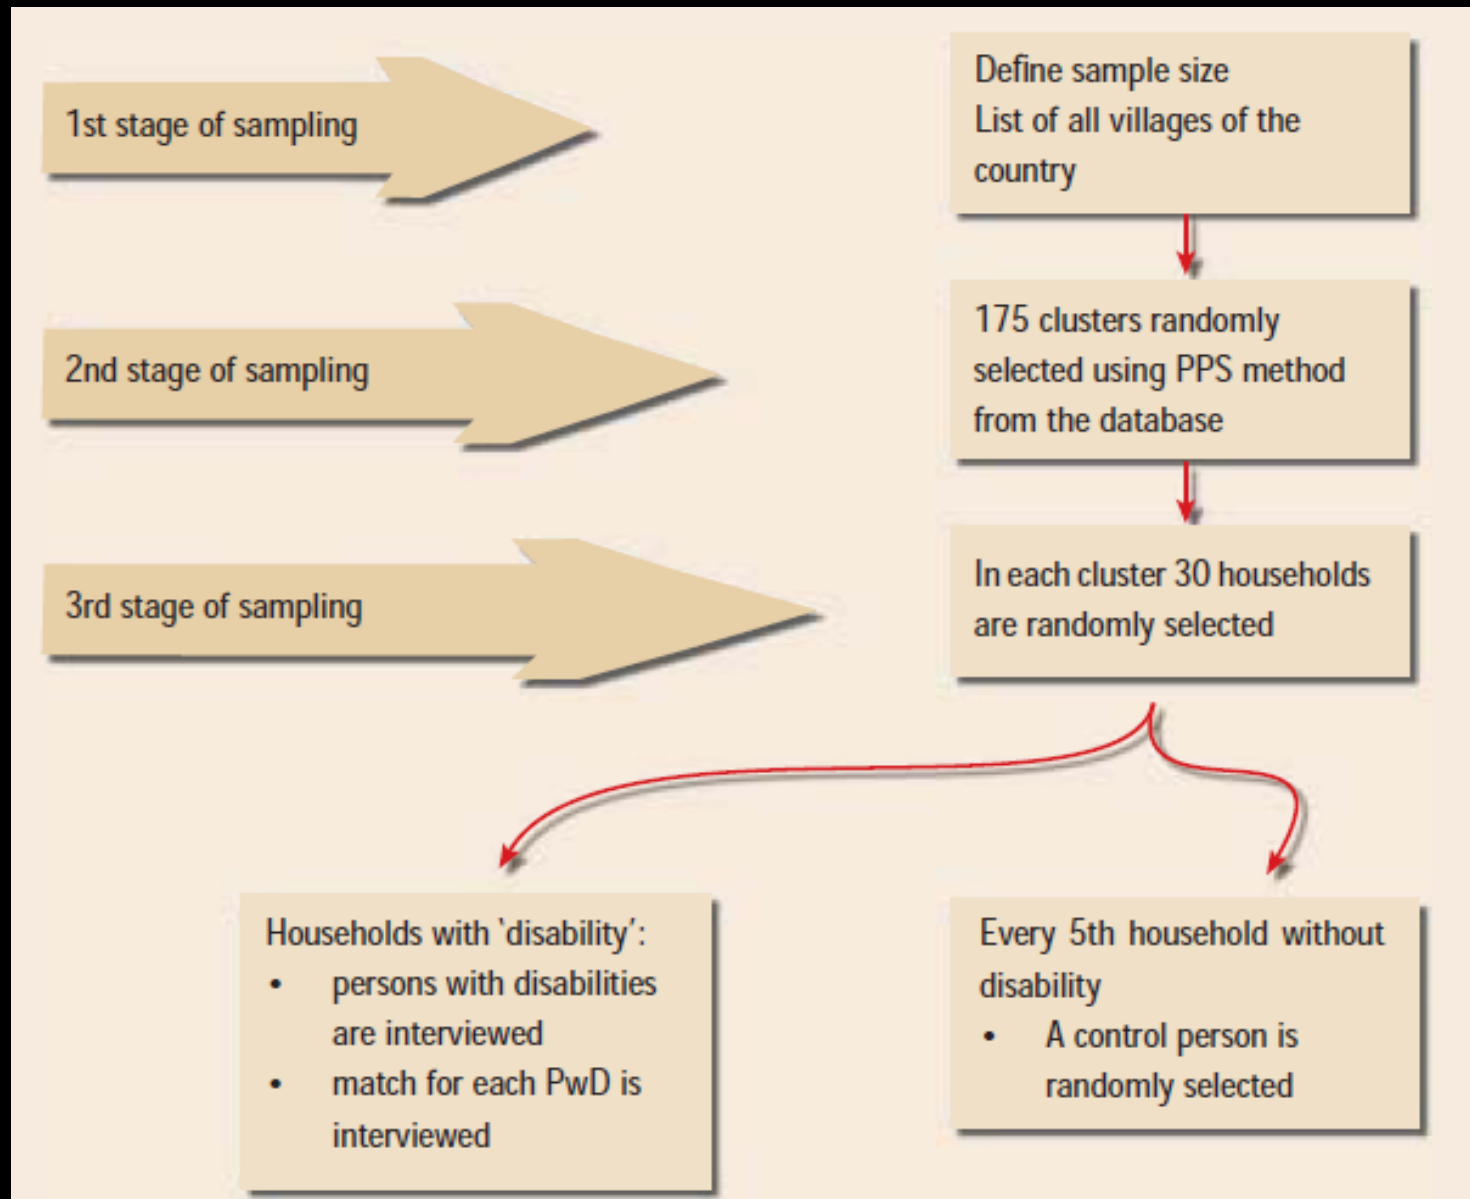 1st stage of sampling
Define sample size
List of all villages of the
country
2nd stage of sampling
175 clusters randomly
selected using PPS method
from the database
3rd stage of sampling
In each cluster 30 households
are randomly selected
Households with ‵disability′:
• persons with disabilities
are interviewed
• match for each PwD is
interviewed
Every 5th household without
disability
• A control person is
randomly selected